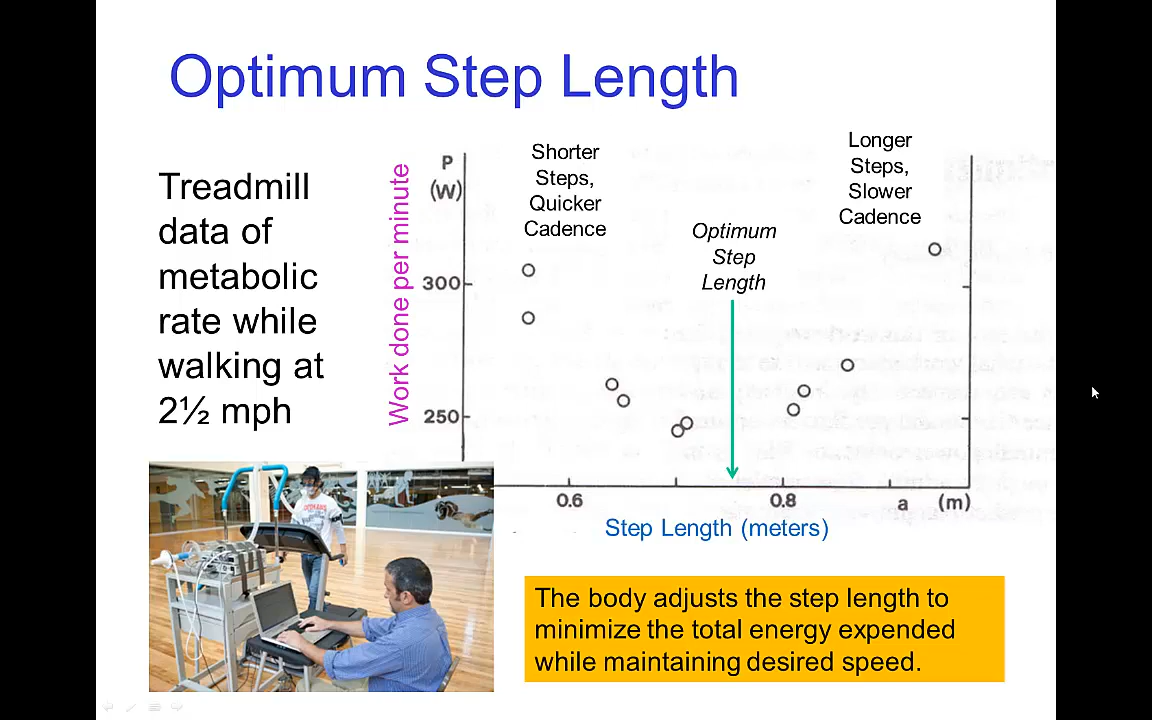 Optimum Step Length
Treadmill
data of
metabolic
rate while
walking at
2½ mph
Work done per minute
P
(W)
300
250
Shorter
Steps,
Quicker
Cadence
Optimum
Step
Length
Longer
Steps,
Slower
Cadence
0.6
0.8
a (m)
Step Length (meters)
The body adjusts the step length to
minimize the total energy expended
while maintaining desired speed.